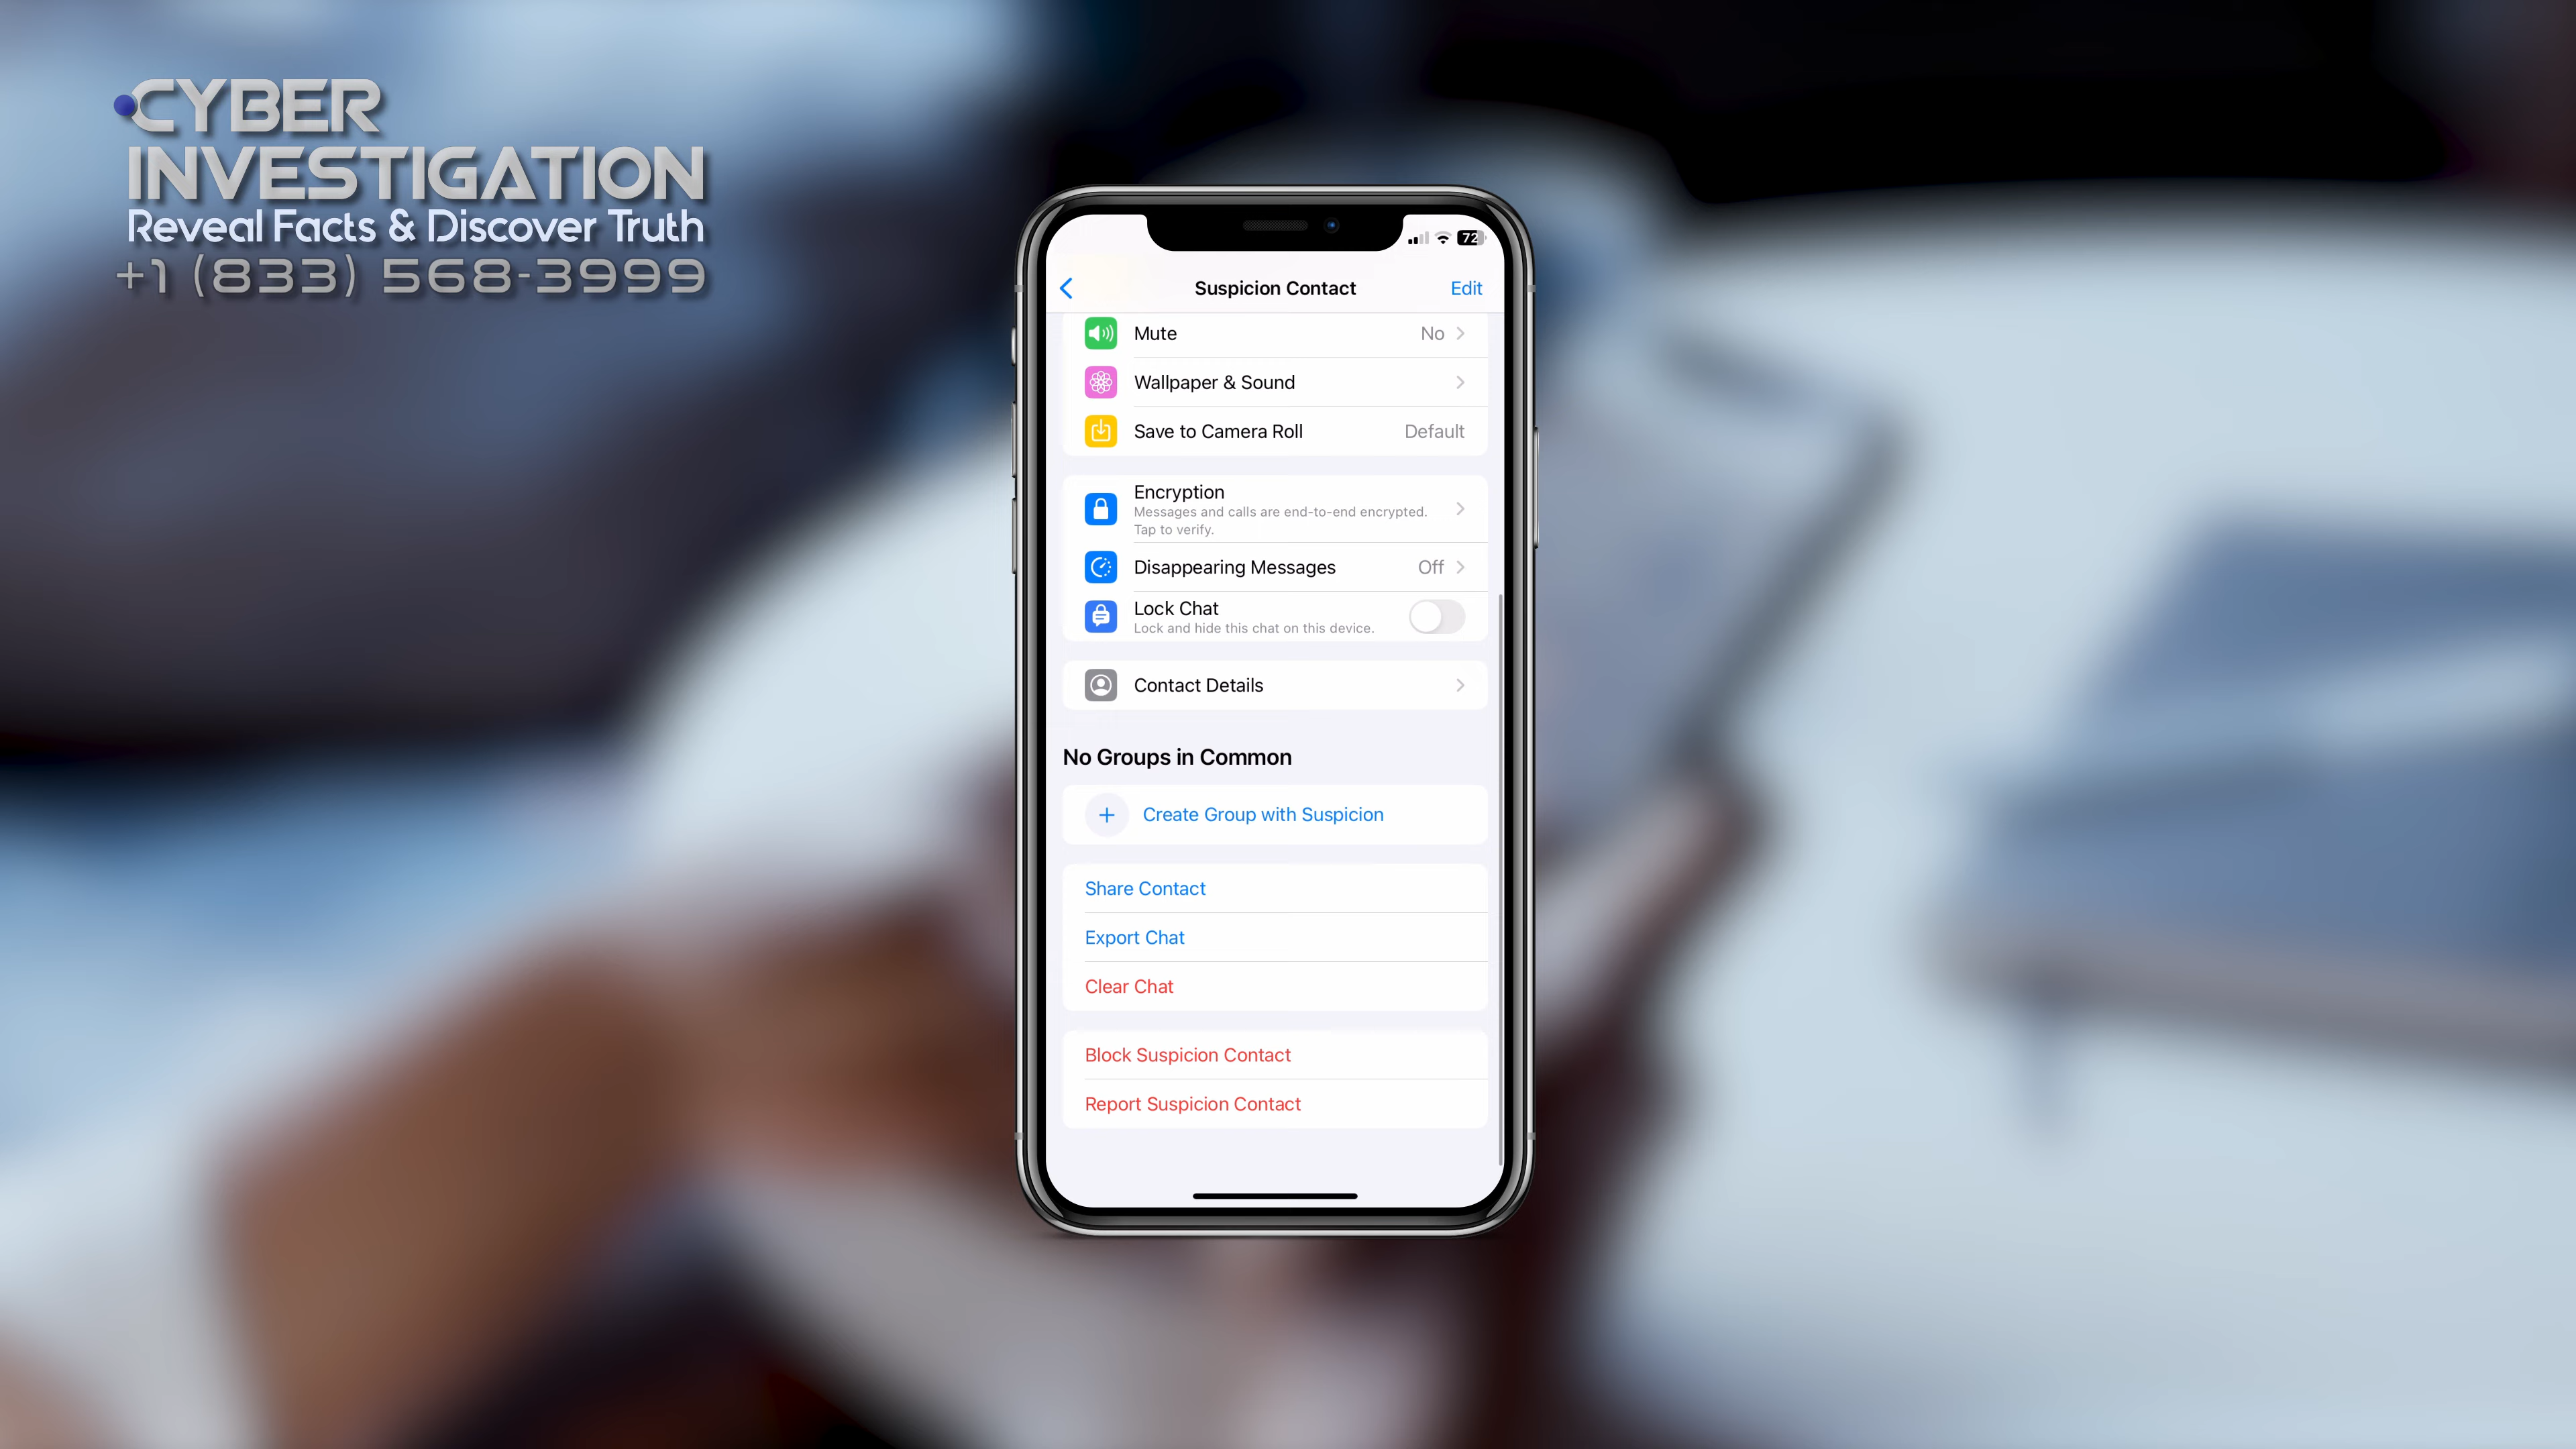 CYBER
INVESTIGATION
Reveal Facts & Discover Truth
+1 (833) 568-3999
72
Suspicion Contact
Edit
Mute
No
Wallpaper & Sound
Save to Camera Roll
Default
Encryption
Messages and calls are end-to-end encrypted.
Tap to verify.
Disappearing Messages
Off
Lock Chat
Lock and hide this chat on this device.
Contact Details
No Groups in Common
Create Group with Suspicion
Share Contact
Export Chat
Clear Chat
Block Suspicion Contact
Report Suspicion Contact